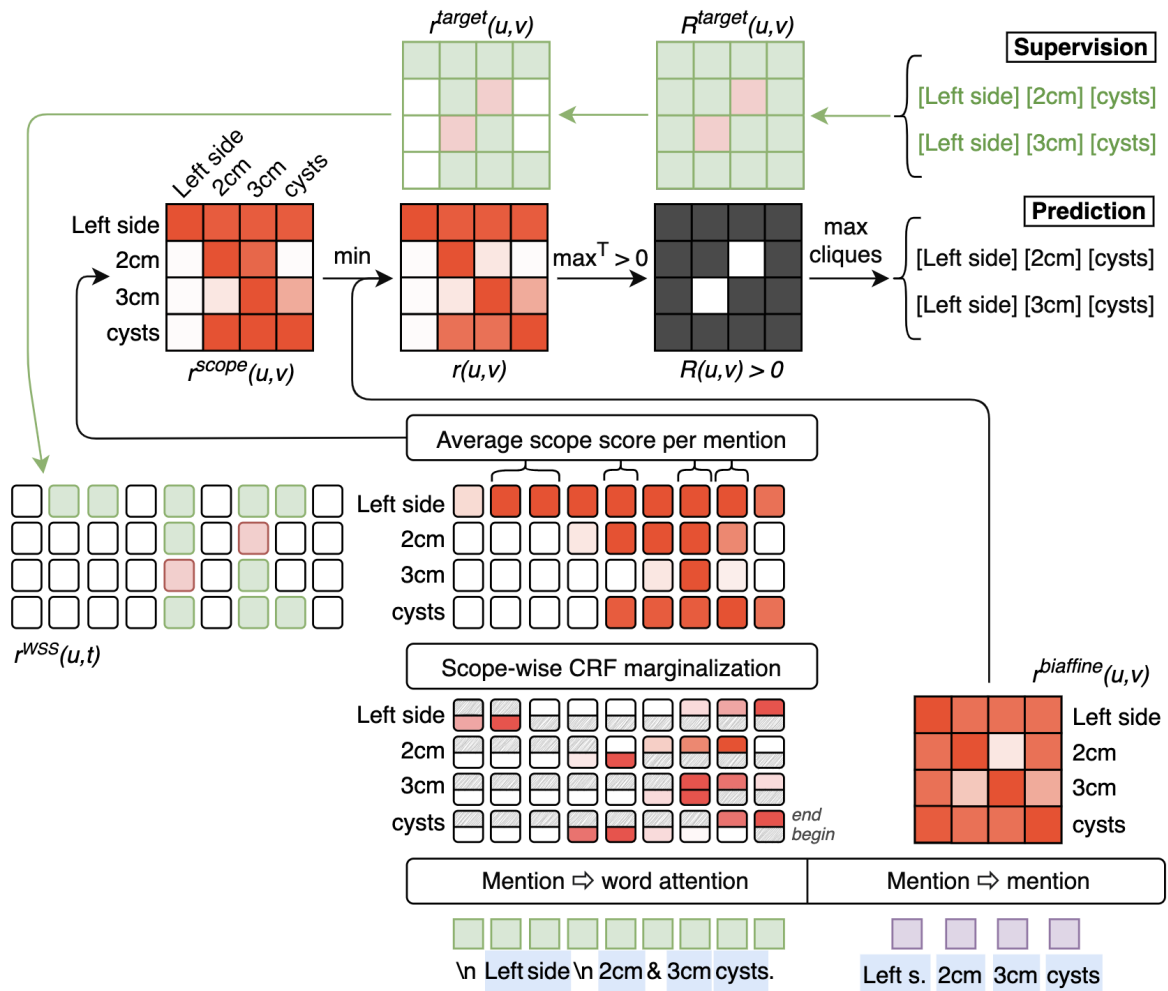 r^target(u,v)
R^target(u,v)
Supervision
[Left side] [2cm] [cysts]
[Left side] [3cm] [cysts]
Left side
2cm
3cm
cysts
Left side
2cm
3cm
cysts
r^scope(u,v)
min
r(u,v)
max^T > 0
R(u,v) > 0
max
cliques
Prediction
[Left side] [2cm] [cysts]
[Left side] [3cm] [cysts]
Average scope score per mention
Left side
2cm
3cm
cysts
r^WSS(u,t)
Scope-wise CRF marginalization
Left side
2cm
3cm
cysts
end
begin
r^biaffine(u,v)
Left side
2cm
3cm
cysts
Mention ⇨ word attention
Mention ⇨ mention
\n Left side \n 2cm & 3cm cysts.
Left s. 2cm 3cm cysts